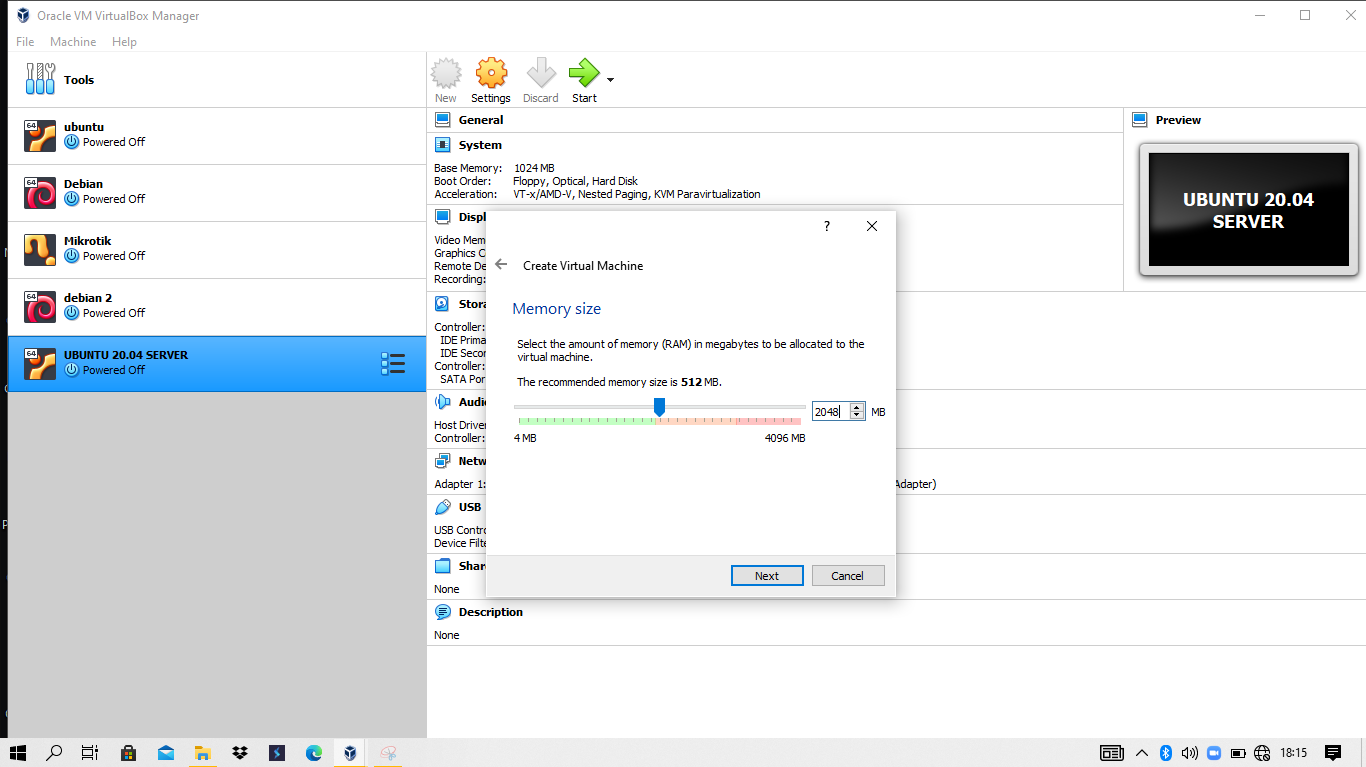 Oracle VM VirtualBox Manager
File Machine Help
Tools
New Settings Discard Start
64 ubuntu
Powered Off
64 Debian
Powered Off
Mikrotik
Powered Off
64 debian 2
Powered Off
64 UBUNTU 20.04 SERVER
Powered Off
General
System
Base Memory: 1024 MB
Boot Order: Floppy, Optical, Hard Disk
Acceleration: VT-x/AMD-V, Nested Paging, KVM Paravirtualization
Displ
Video Mem
Graphics C
Remote De
Recording:
Stora
Controller:
IDE Prima
IDE Secon
Controller:
SATA Por
Audio
Host Driver
Controller:
Netw
Adapter 1: Adapter)
USB
USB Contro
Device Filte
Shar
None
Description
None
Preview
UBUNTU 20.04
SERVER
?
Create Virtual Machine
Memory size
Select the amount of memory (RAM) in megabytes to be allocated to the
virtual machine.
The recommended memory size is 512 MB.
2048 MB
4 MB 4096 MB
Next Cancel
18:15